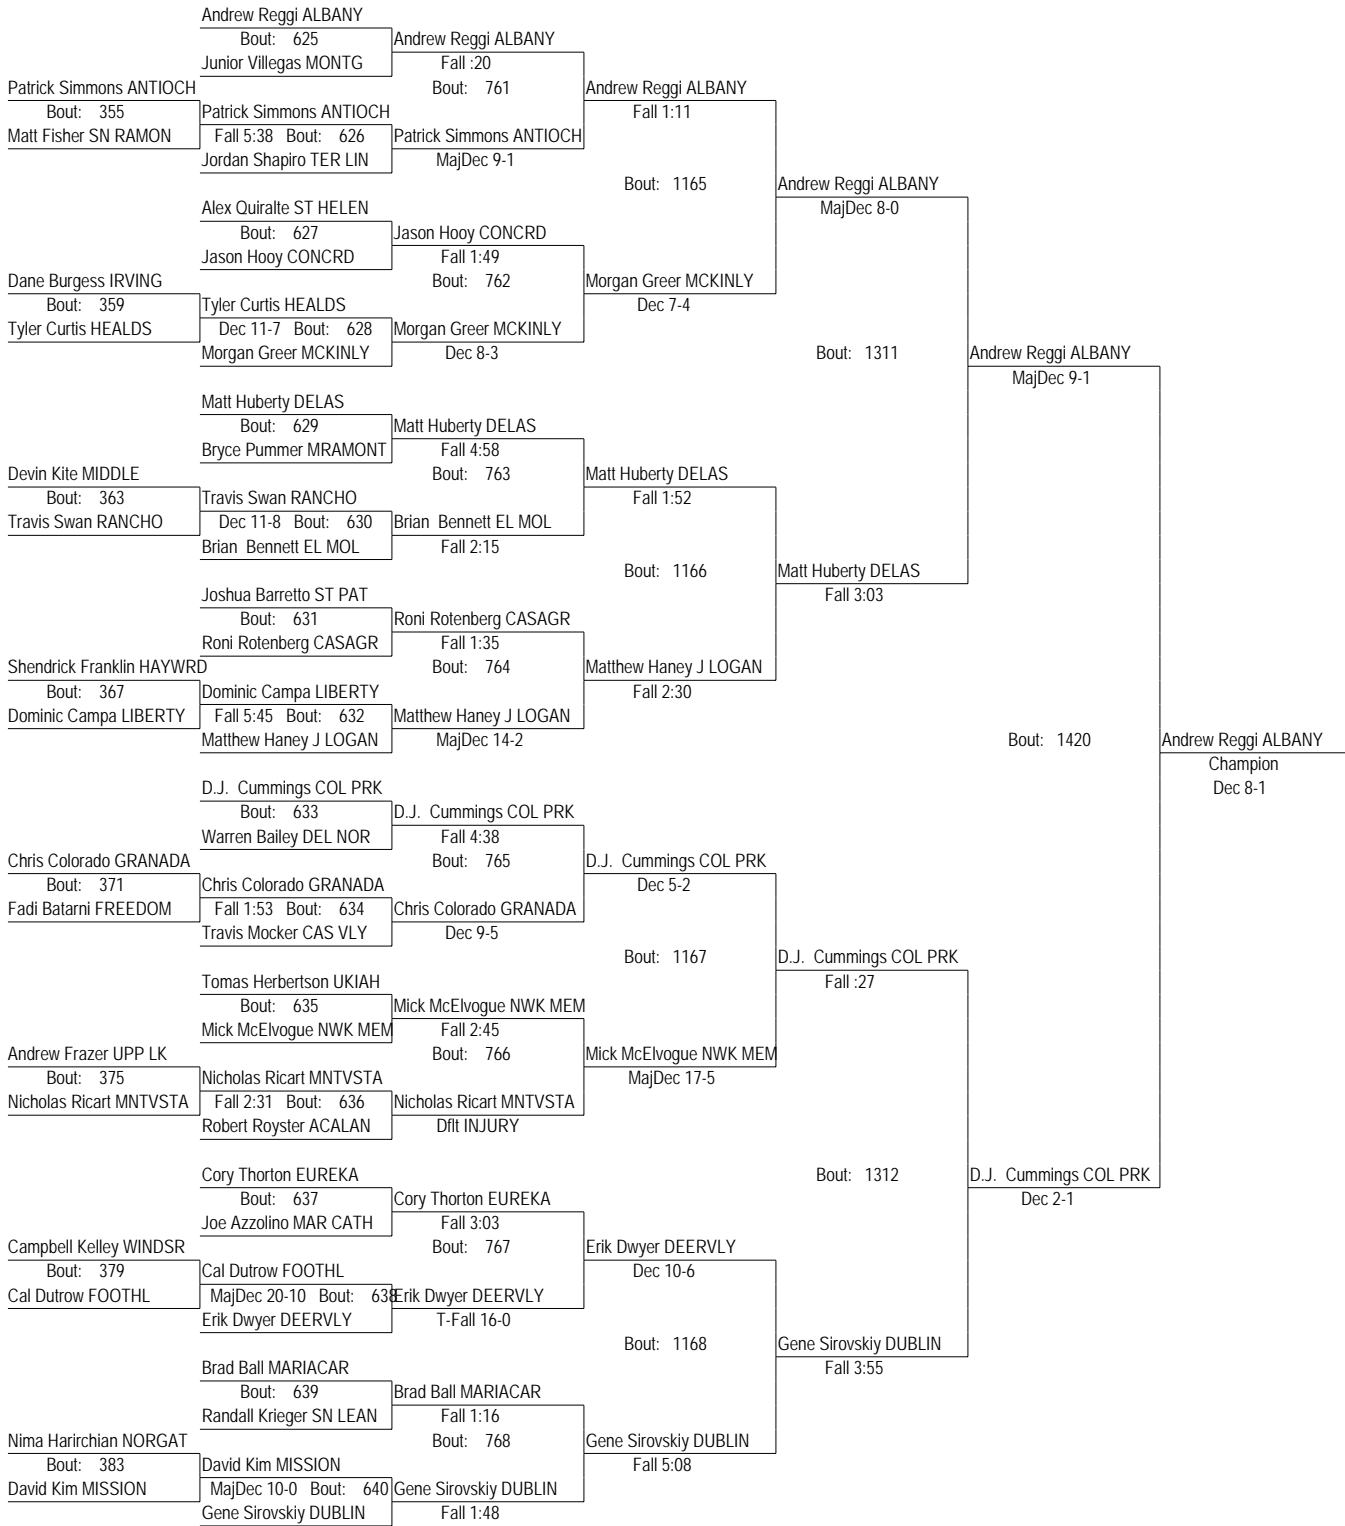 Andrew Reggi ALBANY
Bout: 625 Andrew Reggi ALBANY
Junior Villegas MONTG Fall :20
Patrick Simmons ANTIOCH Bout: 761 Andrew Reggi ALBANY
Bout: 355 Patrick Simmons ANTIOCH Fall 1:11
Matt Fisher SN RAMON Fall 5:38 Bout: 626 Patrick Simmons ANTIOCH
Jordan Shapiro TER LIN MajDec 9-1
Bout: 1165 Andrew Reggi ALBANY
Alex Quiralte ST HELEN MajDec 8-0
Bout: 627 Jason Hooy CONCRD
Jason Hooy CONCRD Fall 1:49
Dane Burgess IRVING Bout: 762 Morgan Greer MCKINLY
Bout: 359 Tyler Curtis HEALDS Dec 7-4
Tyler Curtis HEALDS Dec 11-7 Bout: 628 Morgan Greer MCKINLY
Morgan Greer MCKINLY Dec 8-3 Bout: 1311 Andrew Reggi ALBANY
MajDec 9-1
Matt Huberty DELAS
Bout: 629 Matt Huberty DELAS
Bryce Pummer MRAMONT Fall 4:58
Devin Kite MIDDLE Bout: 763 Matt Huberty DELAS
Bout: 363 Travis Swan RANCHO Fall 1:52
Travis Swan RANCHO Dec 11-8 Bout: 630 Brian Bennett EL MOL
Brian Bennett EL MOL Fall 2:15
Bout: 1166 Matt Huberty DELAS
Joshua Barretto ST PAT Fall 3:03
Bout: 631 Roni Rotenberg CASAGR
Roni Rotenberg CASAGR Fall 1:35
Shendrick Franklin HAYWRD Bout: 764 Matthew Haney J LOGAN
Bout: 367 Dominic Campa LIBERTY Fall 2:30
Dominic Campa LIBERTY Fall 5:45 Bout: 632 Matthew Haney J LOGAN
Matthew Haney J LOGAN MajDec 14-2 Bout: 1420 Andrew Reggi ALBANY
Champion
D.J. Cummings COL PRK Dec 8-1
Bout: 633 D.J. Cummings COL PRK
Warren Bailey DEL NOR Fall 4:38
Chris Colorado GRANADA Bout: 765 D.J. Cummings COL PRK
Bout: 371 Chris Colorado GRANADA Dec 5-2
Fadi Batarni FREEDOM Fall 1:53 Bout: 634 Chris Colorado GRANADA
Travis Mocker CAS VLY Dec 9-5
Bout: 1167 D.J. Cummings COL PRK
Tomas Herbertson UKIAH Fall :27
Bout: 635 Mick McElvogue NWK MEM
Mick McElvogue NWK MEM Fall 2:45
Andrew Frazer UPP LK Bout: 766 Mick McElvogue NWK MEM
Bout: 375 Nicholas Ricart MNTVSTA MajDec 17-5
Nicholas Ricart MNTVSTA Fall 2:31 Bout: 636 Nicholas Ricart MNTVSTA
Robert Royster ACALAN Dflt INJURY
Cory Thorton EUREKA Bout: 1312 D.J. Cummings COL PRK
Bout: 637 Cory Thorton EUREKA Dec 2-1
Joe Azzolino MAR CATH Fall 3:03
Campbell Kelley WINDSR Bout: 767 Erik Dwyer DEERVLY
Bout: 379 Cal Dutrow FOOTHL Dec 10-6
Cal Dutrow FOOTHL MajDec 20-10 Bout: 638 Erik Dwyer DEERVLY
Erik Dwyer DEERVLY T-Fall 16-0
Bout: 1168 Gene Sirovskiy DUBLIN
Brad Ball MARIACAR Fall 3:55
Bout: 639 Brad Ball MARIACAR
Randall Krieger SN LEAN Fall 1:16
Nima Harirchian NORGAT Bout: 768 Gene Sirovskiy DUBLIN
Bout: 383 David Kim MISSION Fall 5:08
David Kim MISSION MajDec 10-0 Bout: 640 Gene Sirovskiy DUBLIN
Gene Sirovskiy DUBLIN Fall 1:48